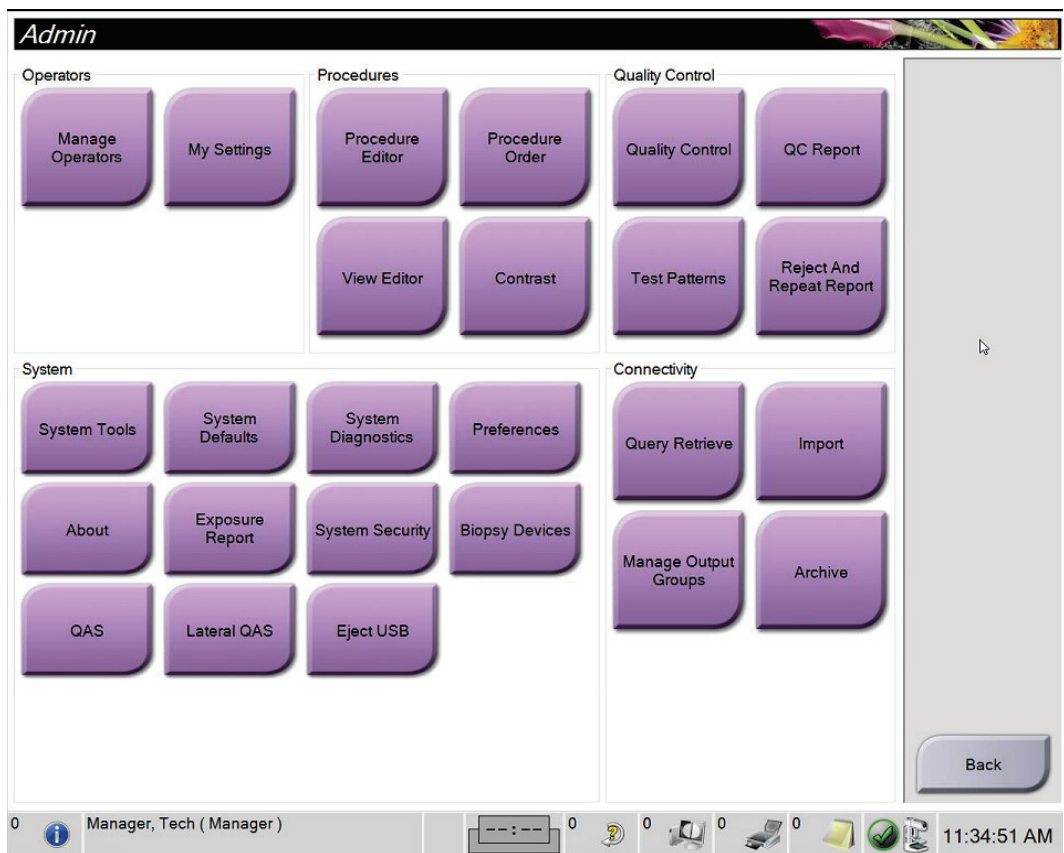 Admin
Operators
Manage
Operators
My Settings
Procedures
Procedure
Editor
Procedure
Order
View Editor
Contrast
Quality Control
Quality Control
QC Report
Test Patterns
Reject And
Repeat Report
System
System Tools
System
Defaults
System
Diagnostics
Preferences
About
Exposure
Report
System Security
Biopsy Devices
QAS
Lateral QAS
Eject USB
Connectivity
Query Retrieve
Import
Manage Output
Groups
Archive
Back
0
Manager, Tech ( Manager )
--:--
0
0
0
0
11:34:51 AM